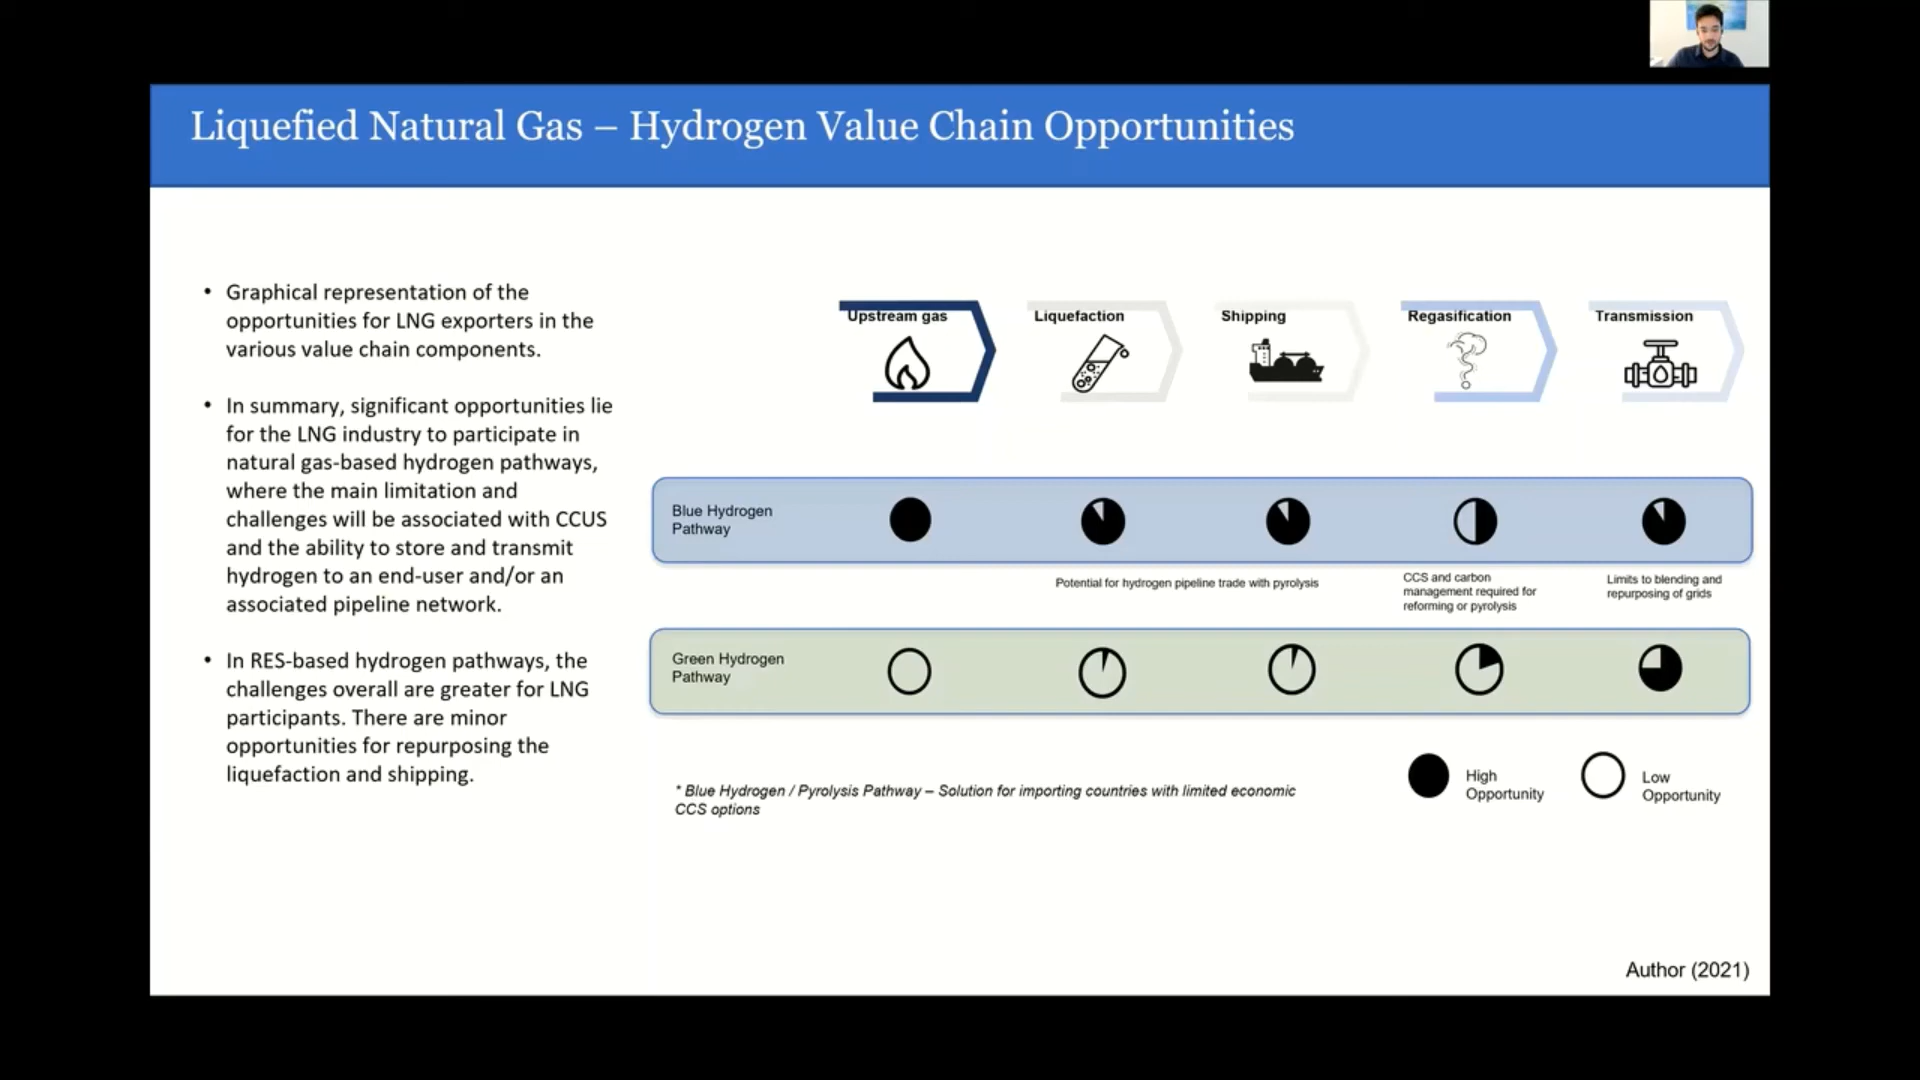 Liquefied Natural Gas – Hydrogen Value Chain Opportunities
• Graphical representation of the
opportunities for LNG exporters in the
various value chain components.
• In summary, significant opportunities lie
for the LNG industry to participate in
natural gas-based hydrogen pathways,
where the main limitation and
challenges will be associated with CCUS
and the ability to store and transmit
hydrogen to an end-user and/or an
associated pipeline network.
• In RES-based hydrogen pathways, the
challenges overall are greater for LNG
participants. There are minor
opportunities for repurposing the
liquefaction and shipping.
Upstream gas
Liquefaction
Shipping
Regasification
Transmission
Blue Hydrogen
Pathway
Potential for hydrogen pipeline trade with pyrolysis
CCS and carbon
management required for
reforming or pyrolysis
Limits to blending and
repurposing of grids
Green Hydrogen
Pathway
* Blue Hydrogen / Pyrolysis Pathway – Solution for importing countries with limited economic
CCS options
High
Opportunity
Low
Opportunity
Author (2021)